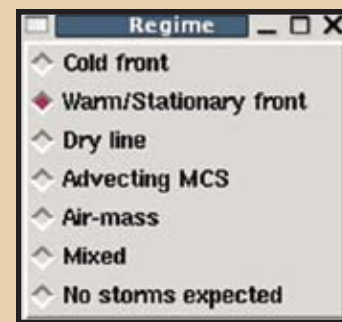 Regime
Cold front
Warm/Stationary front
Dry line
Advecting MCS
Air-mass
Mixed
No storms expected